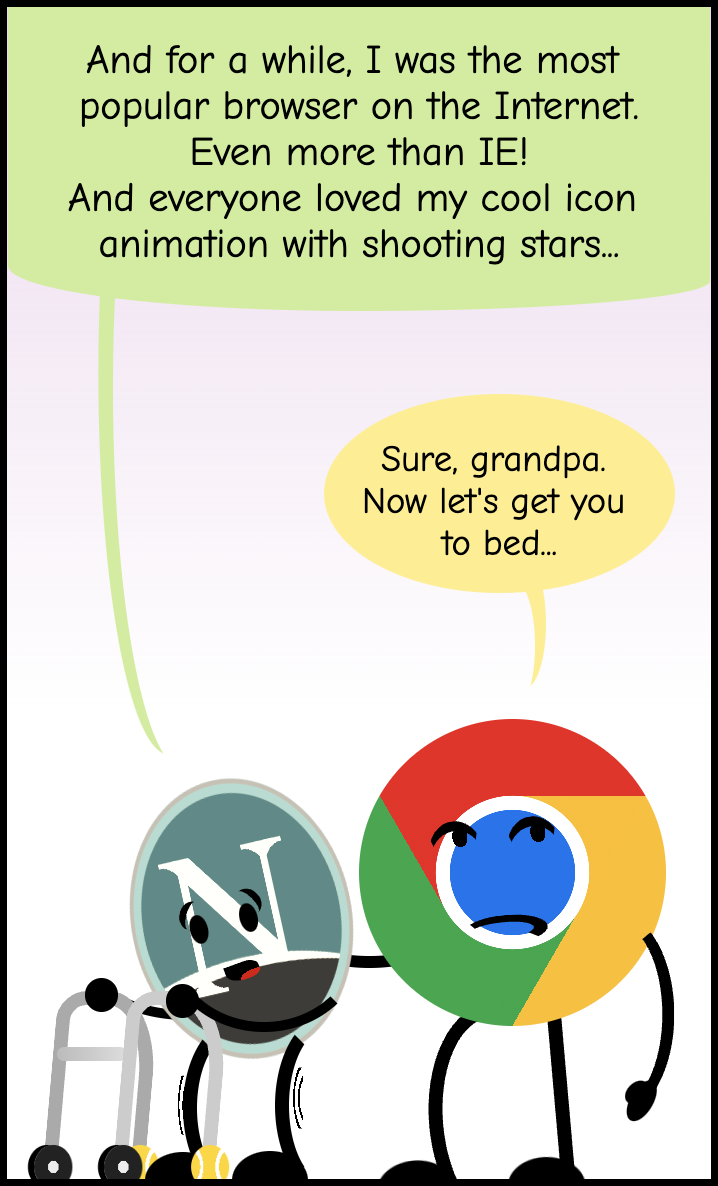 And for a while, I was the most
popular browser on the Internet.
Even more than IE!
And everyone loved my cool icon
animation with shooting stars...
Sure, grandpa.
Now let's get you
to bed...
N